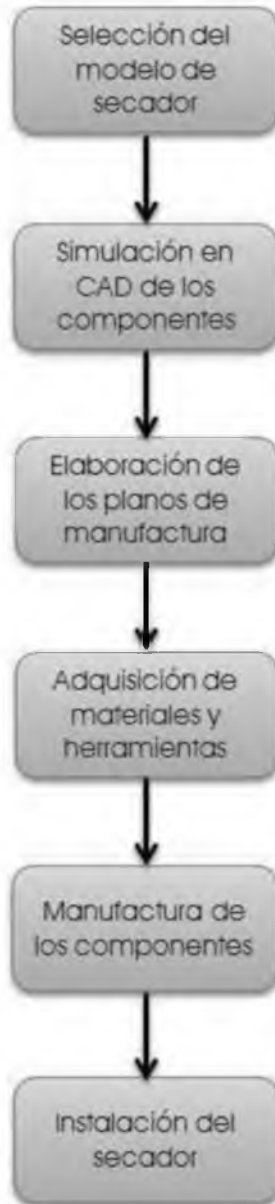 Selección del
modelo de
secador
Simulación en
CAD de los
componentes
Elaboración de
los planos de
manufactura
Adquisición de
materiales y
herramientas
Manufactura de
los componentes
Instalación del
secador